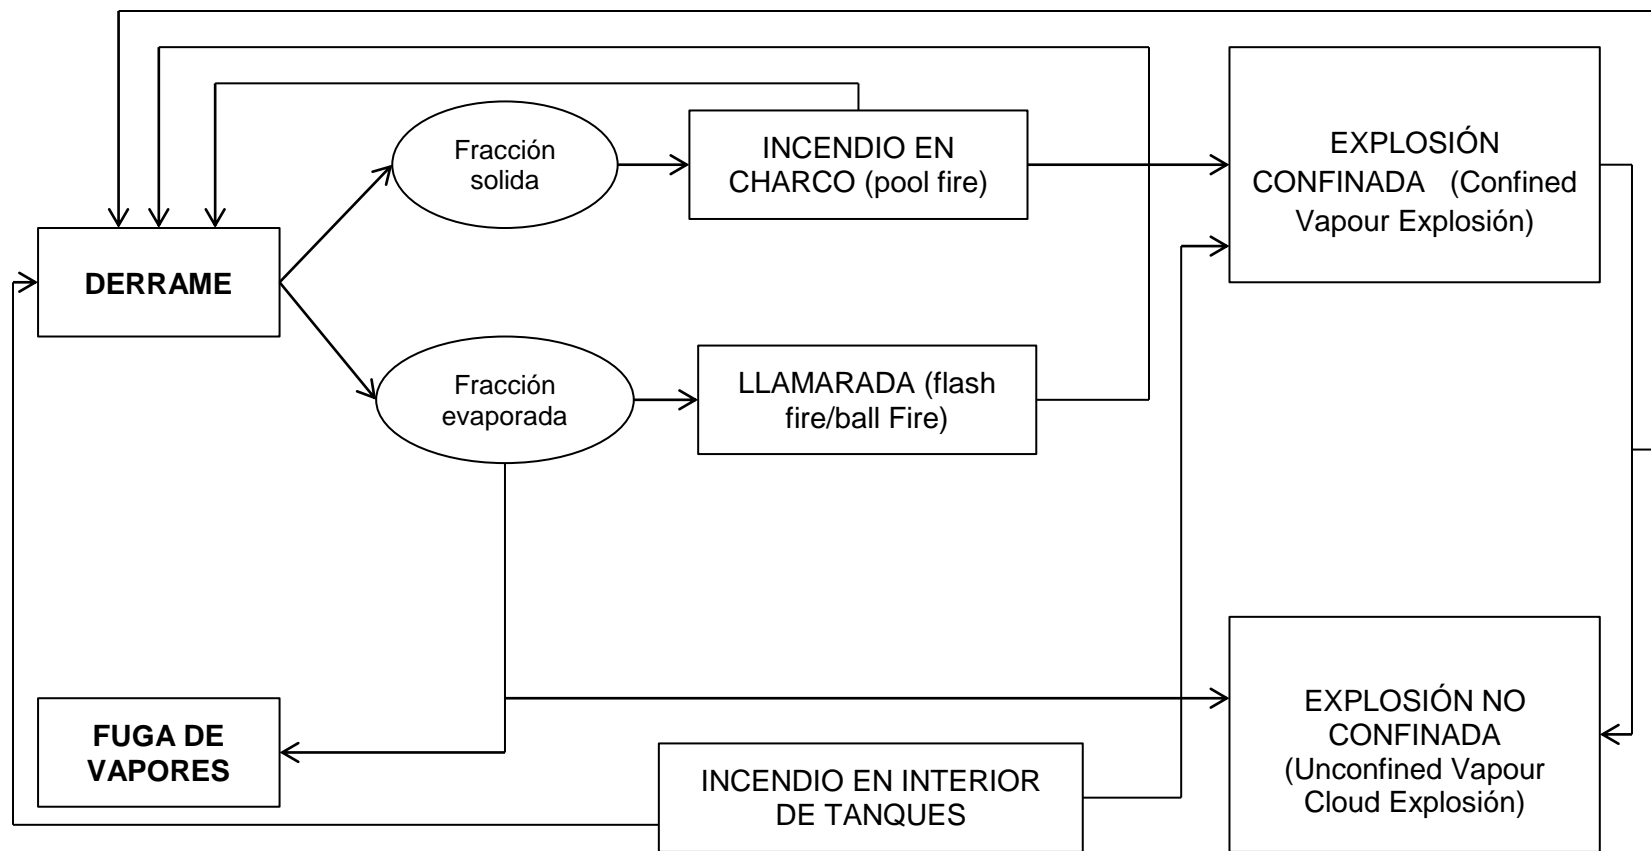 Fracción
solida
INCENDIO EN
CHARCO (pool fire)
EXPLOSIÓN
CONFINADA (Confined
Vapour Explosión)
DERRAME
Fracción
evaporada
LLAMARADA (flash
fire/ball Fire)
FUGA DE
VAPORES
INCENDIO EN INTERIOR
DE TANQUES
EXPLOSIÓN NO
CONFINADA
(Unconfined Vapour
Cloud Explosión)